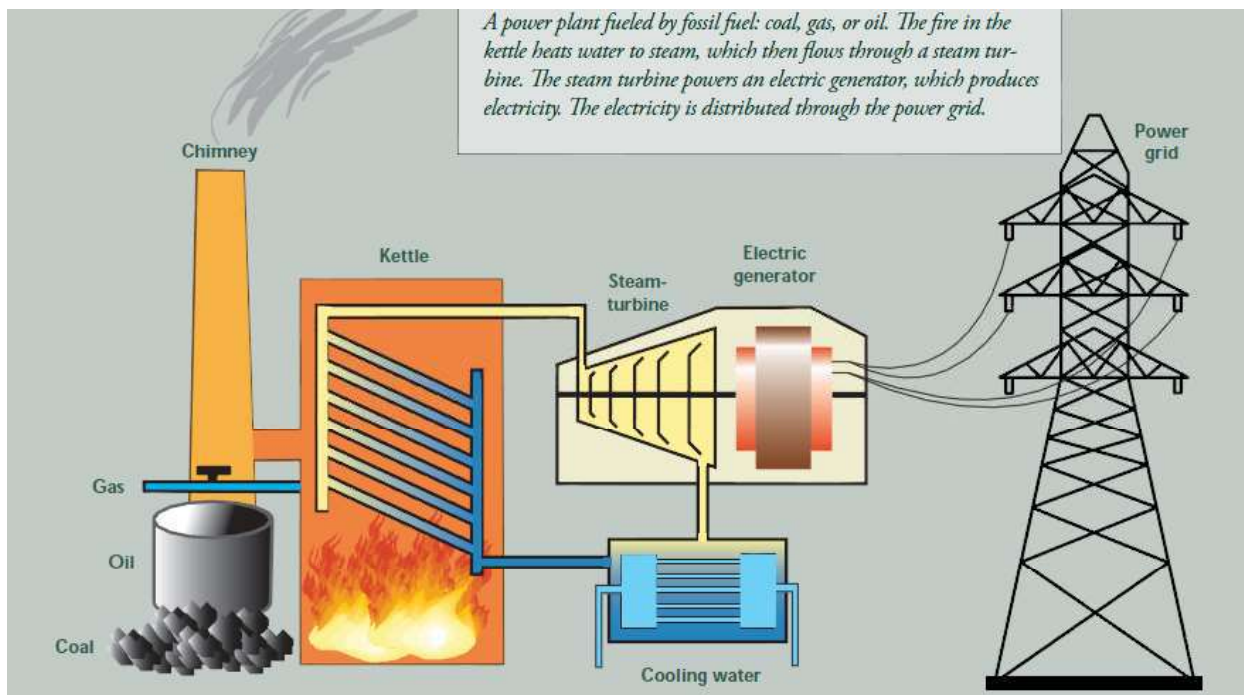 A power plant fueled by fossil fuel: coal, gas, or oil. The fire in the
kettle heats water to steam, which then flows through a steam tur-
bine. The steam turbine powers an electric generator, which produces
electricity. The electricity is distributed through the power grid.
Chimney
Power
grid
Kettle
Electric
generator
Steam-
turbine
Gas
Oil
Coal
Cooling water